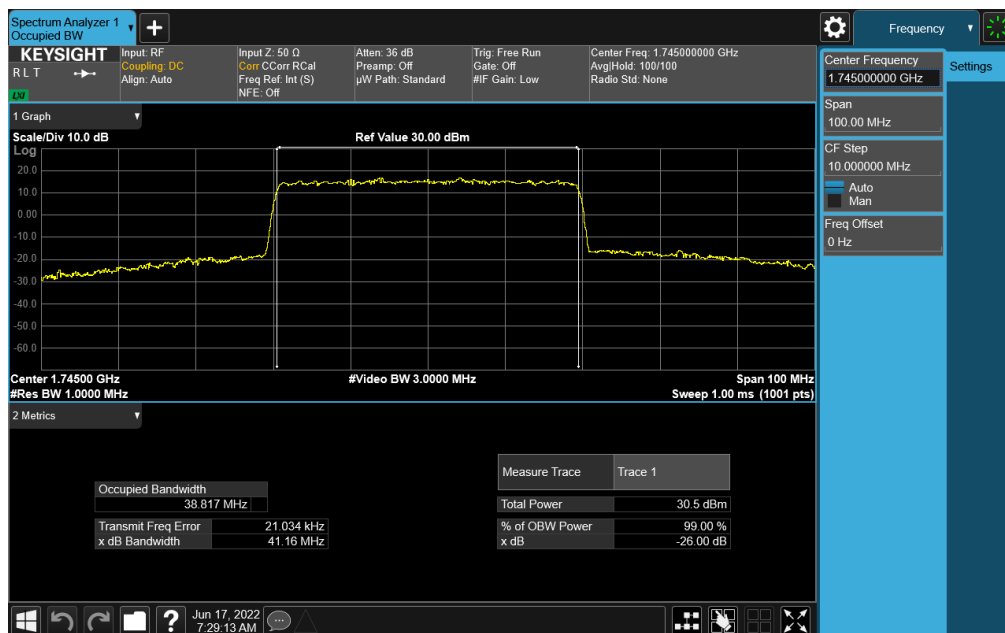 Spectrum Analyzer 1
Occupied BW
Frequency
KEYSIGHT
R L T
LXI
Input: RF
Coupling: DC
Align: Auto
Input Z: 50 Ω
Corr CCorr RCal
Freq Ref: Int (S)
NFE: Off
Atten: 36 dB
Preamp: Off
µW Path: Standard
Trig: Free Run
Gate: Off
#IF Gain: Low
Center Freq: 1.745000000 GHz
Avg|Hold: 100/100
Radio Std: None
Center Frequency
1.745000000 GHz
Settings
Span
100.00 MHz
CF Step
10.000000 MHz
Auto
Man
Freq Offset
0 Hz
1 Graph
Scale/Div 10.0 dB
Ref Value 30.00 dBm
Log
20.0
10.0
0.00
-10.0
-20.0
-30.0
-40.0
-50.0
-60.0
Center 1.74500 GHz
#Video BW 3.0000 MHz
Span 100 MHz
#Res BW 1.0000 MHz
Sweep 1.00 ms (1001 pts)
2 Metrics
Measure Trace
Trace 1
Occupied Bandwidth
38.817 MHz
Total Power
30.5 dBm
Transmit Freq Error
21.034 kHz
% of OBW Power
99.00 %
x dB Bandwidth
41.16 MHz
x dB
-26.00 dB
Jun 17, 2022
7:29:13 AM